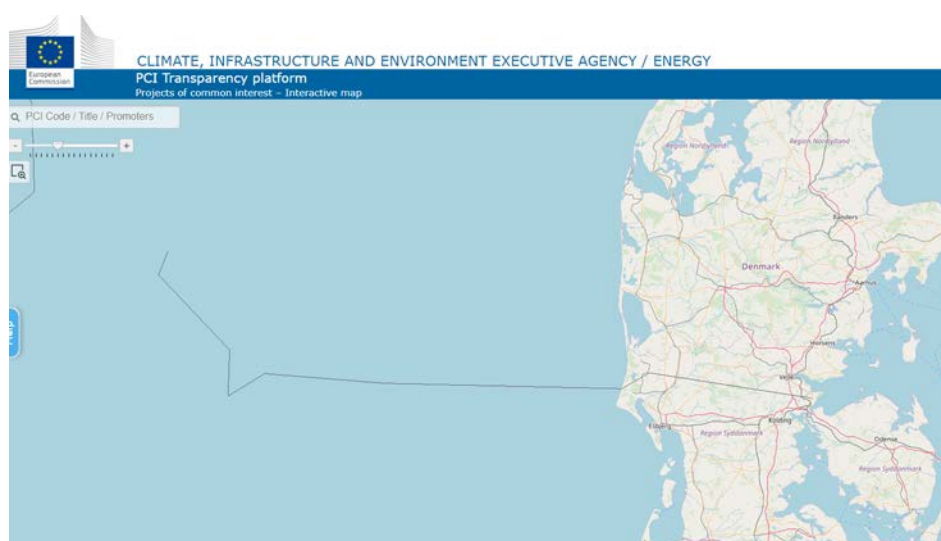 European
Commission
CLIMATE, INFRASTRUCTURE AND ENVIRONMENT EXECUTIVE AGENCY / ENERGY
PCI Transparency platform
Projects of common interest – Interactive map
PCI Code / Title / Promoters
-
+
Region Nordjylland
Region Nordjylland
Randers
Denmark
Aarhus
Help
Horsens
Vejle
Esbjerg
Kolding
Region Syddanmark
Odense
Region Syddanmark